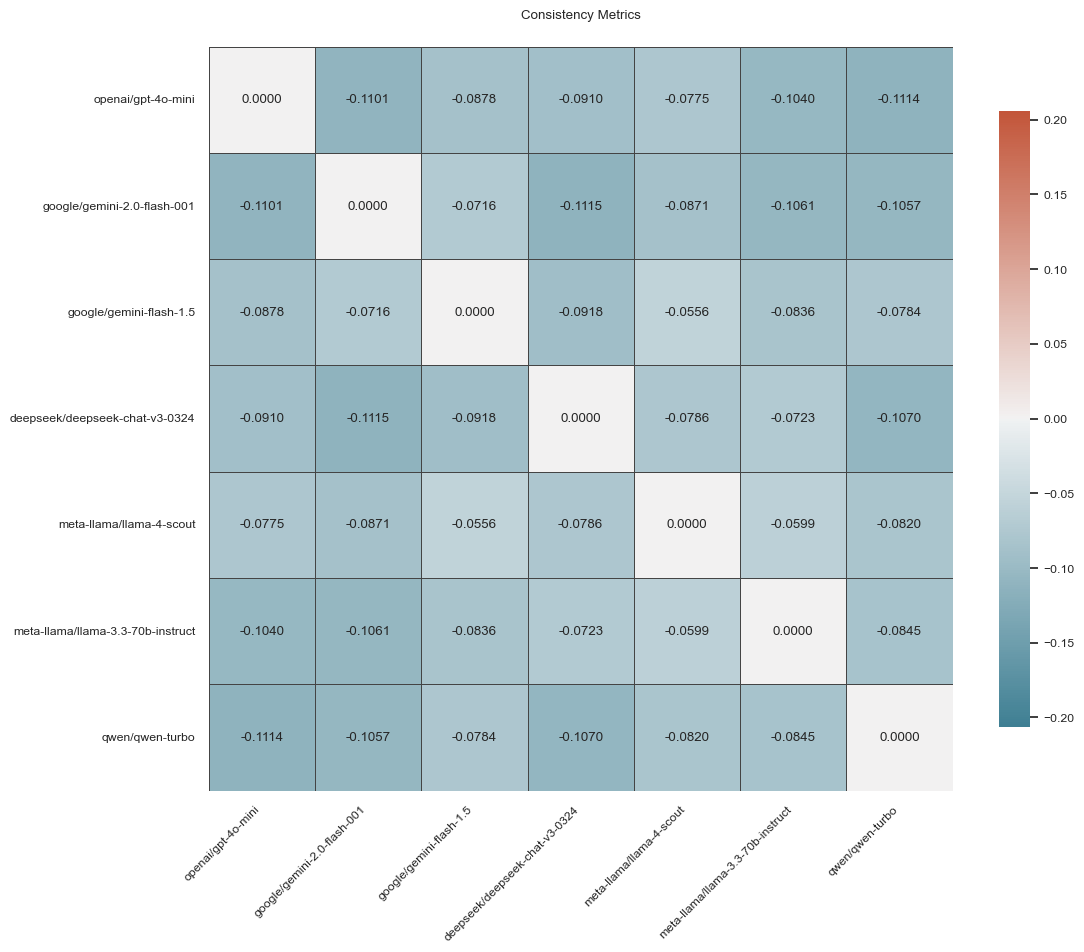 Consistency Metrics
openai/gpt-4o-mini 0.0000 -0.1101 -0.0878 -0.0910 -0.0775 -0.1040 -0.1114
google/gemini-2.0-flash-001 -0.1101 0.0000 -0.0716 -0.1115 -0.0871 -0.1061 -0.1057
google/gemini-flash-1.5 -0.0878 -0.0716 0.0000 -0.0918 -0.0556 -0.0836 -0.0784
deepseek/deepseek-chat-v3-0324 -0.0910 -0.1115 -0.0918 0.0000 -0.0786 -0.0723 -0.1070
meta-llama/llama-4-scout -0.0775 -0.0871 -0.0556 -0.0786 0.0000 -0.0599 -0.0820
meta-llama/llama-3.3-70b-instruct -0.1040 -0.1061 -0.0836 -0.0723 -0.0599 0.0000 -0.0845
qwen/qwen-turbo -0.1114 -0.1057 -0.0784 -0.1070 -0.0820 -0.0845 0.0000
openai/gpt-4o-mini
google/gemini-2.0-flash-001
google/gemini-flash-1.5
deepseek/deepseek-chat-v3-0324
meta-llama/llama-4-scout
meta-llama/llama-3.3-70b-instruct
qwen/qwen-turbo
0.20
0.15
0.10
0.05
0.00
−0.05
−0.10
−0.15
−0.20